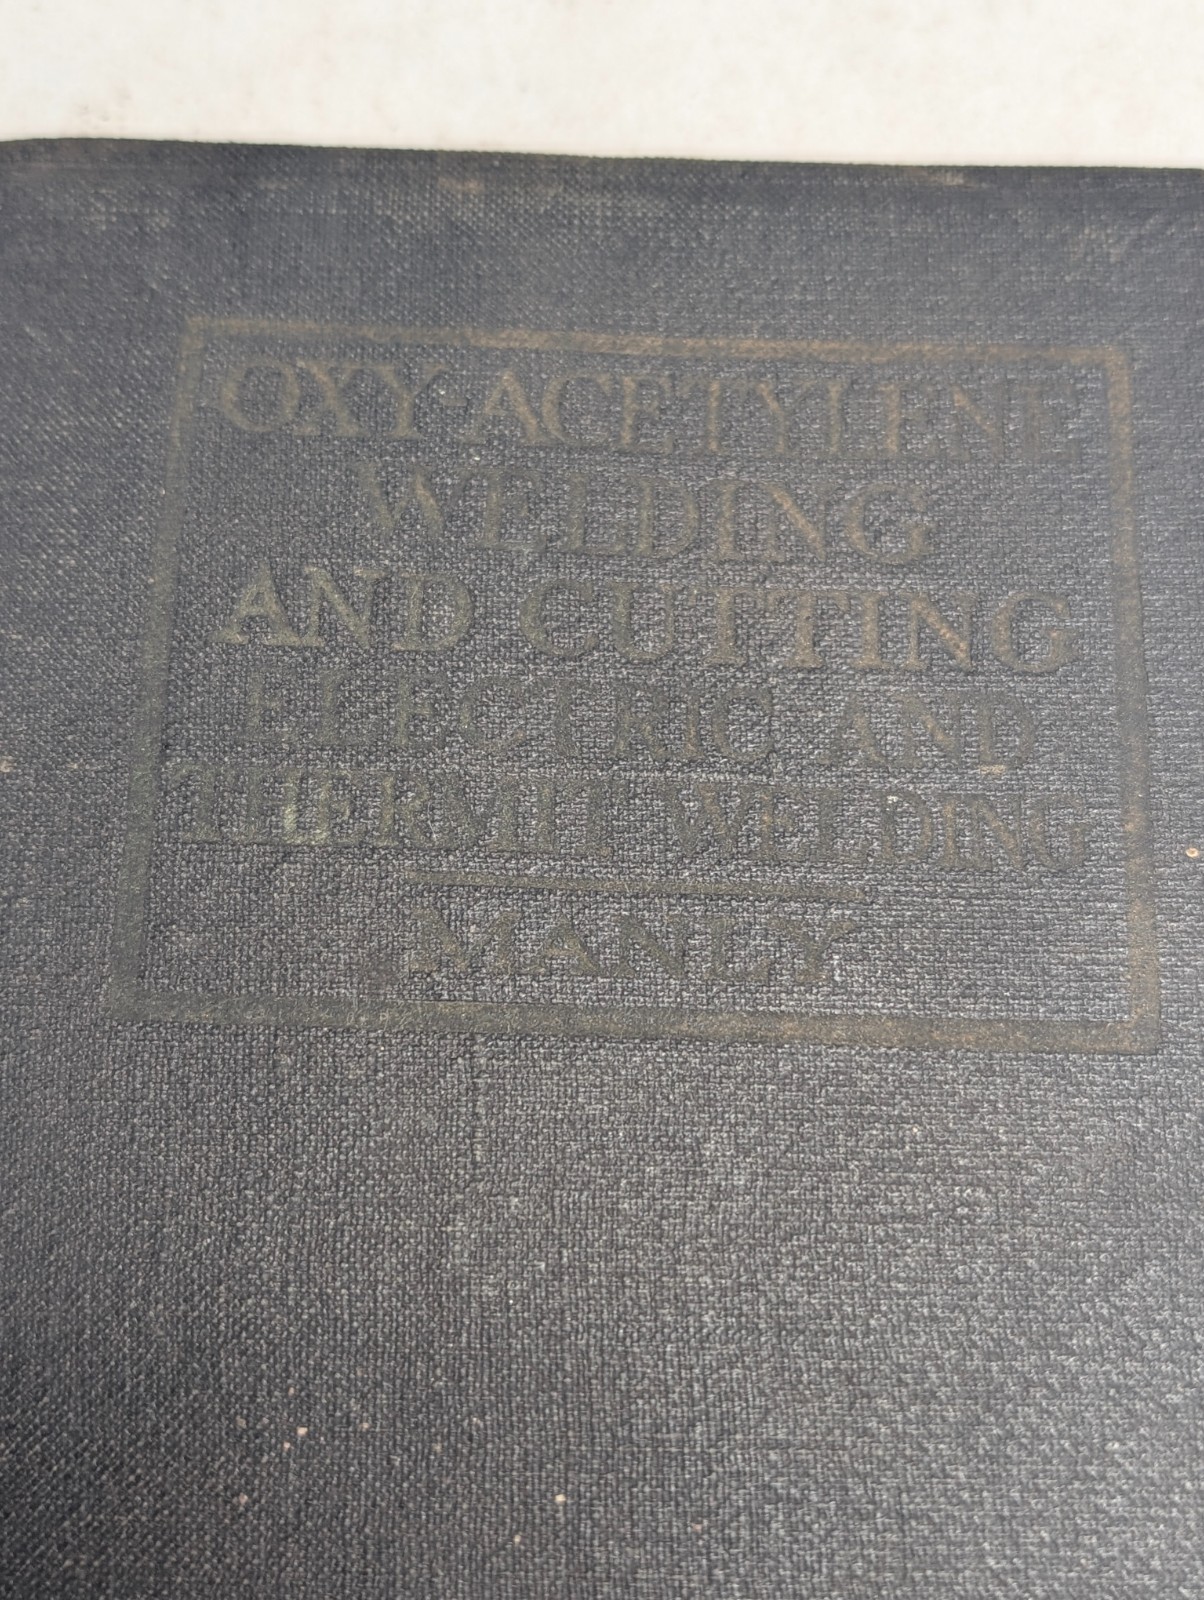 OXY-ACETYLENE
WELDING
AND CUTTING
ELECTRIC AND
THERMIT WELDING
MANLY